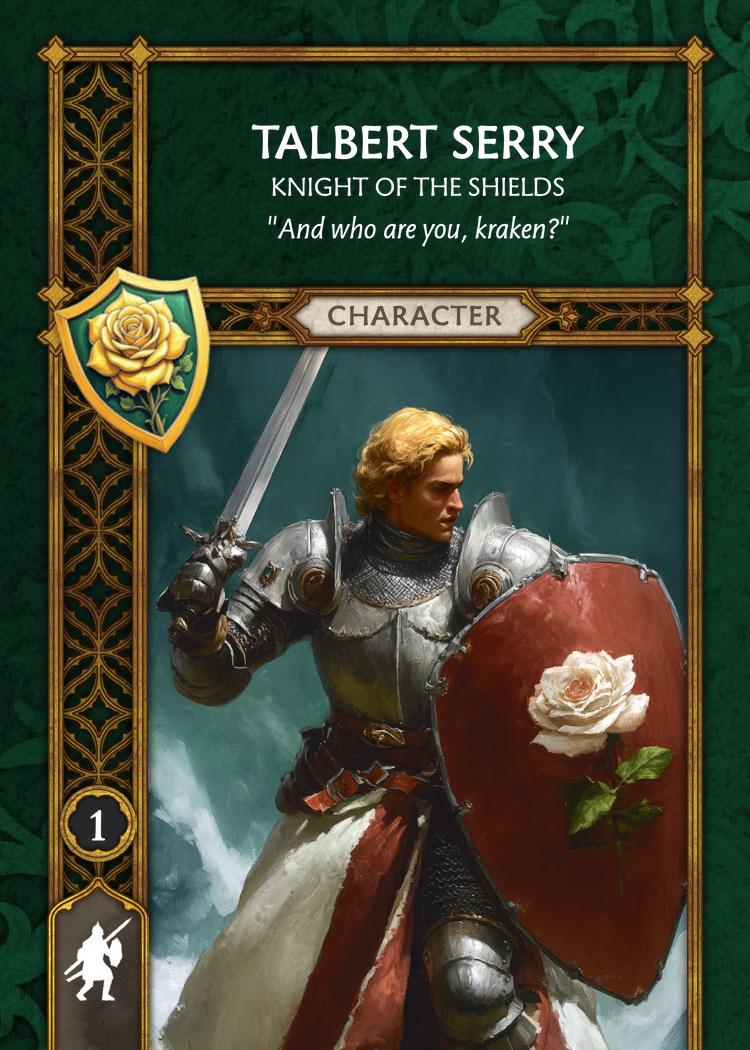 TALBERT SERRY
KNIGHT OF THE SHIELDS
"And who are you, kraken?"
CHARACTER
1